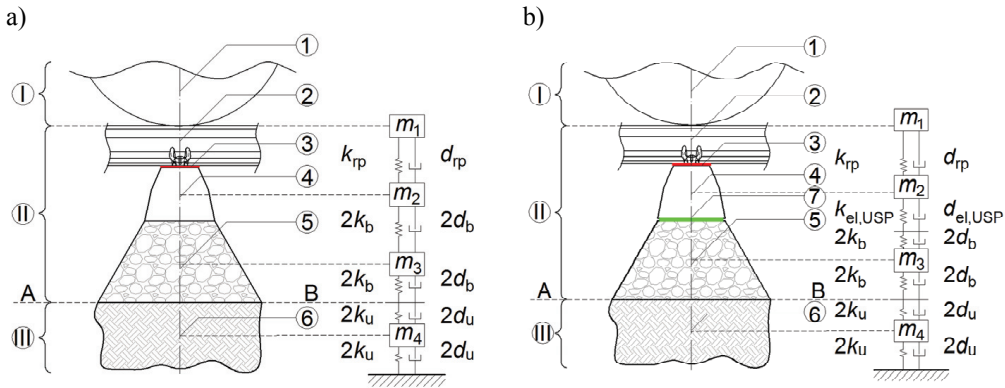 a)
1
I
2
m1
3
krp
drp
4
m2
II
5
2kb
2db
m3
A
B
2kb
2db
6
2ku
2du
III
m4
2ku
2du
b)
1
I
2
m1
3
krp
drp
4
m2
7
II
kel,USP
del,USP
5
2kb
2db
m3
2kb
2db
A
B
6
2ku
2du
III
m4
2ku
2du